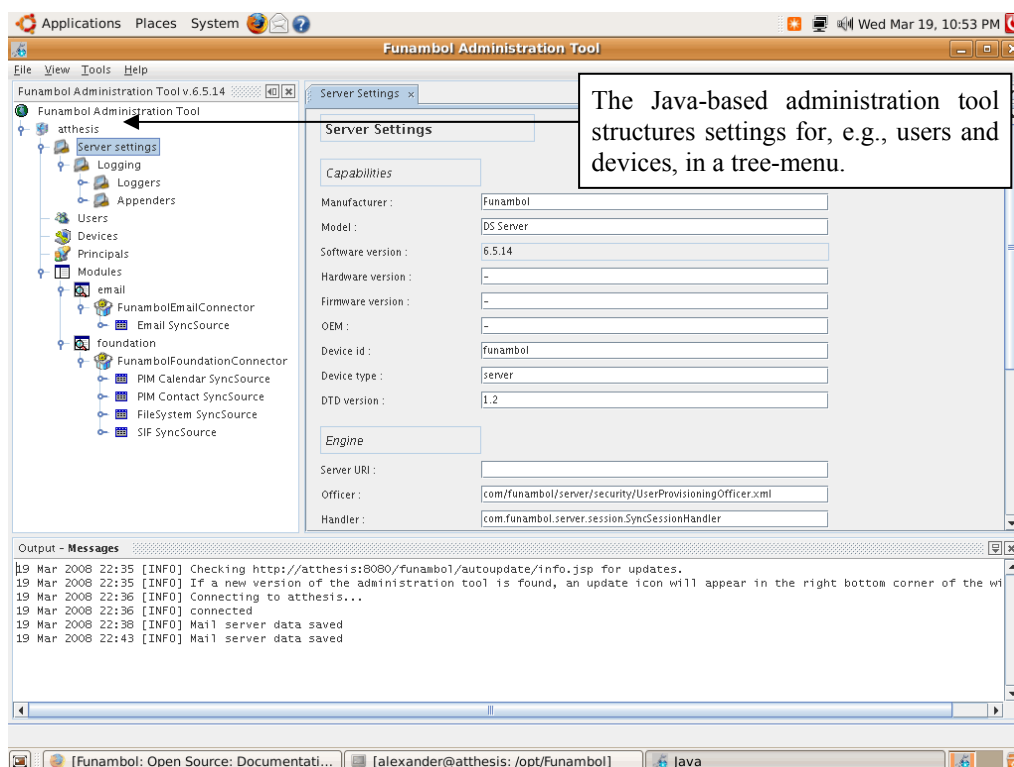 Applications Places System Wed Mar 19, 10:53 PM
Funambol Administration Tool
File View Tools Help
Funambol Administration Tool v.6.5.14
Funambol Administration Tool
atthesis
Server settings
Logging
Loggers
Appenders
Users
Devices
Principals
Modules
email
FunambolEmailConnector
Email SyncSource
foundation
FunambolFoundationConnector
PIM Calendar SyncSource
PIM Contact SyncSource
FileSystem SyncSource
SIF SyncSource
Server Settings ×
The Java-based administration tool
structures settings for, e.g., users and
devices, in a tree-menu.
Server Settings
Capabilities
Manufacturer : Funambol
Model : DS Server
Software version : 6.5.14
Hardware version : -
Firmware version : -
OEM : -
Device id : funambol
Device type : server
DTD version : 1.2
Engine
Server URI :
Officer : com/funambol/server/security/UserProvisioningOfficer.xml
Handler : com.funambol.server.session.SyncSessionHandler
Output - Messages
19 Mar 2008 22:35 [INFO] Checking http://atthesis:8080/funambol/autoupdate/info.jsp for updates.
19 Mar 2008 22:35 [INFO] If a new version of the administration tool is found, an update icon will appear in the right bottom corner of the wi
19 Mar 2008 22:36 [INFO] Connecting to atthesis...
19 Mar 2008 22:36 [INFO] connected
19 Mar 2008 22:38 [INFO] Mail server data saved
19 Mar 2008 22:43 [INFO] Mail server data saved
[Funambol: Open Source: Documentati... [alexander@atthesis: /opt/Funambol] Java